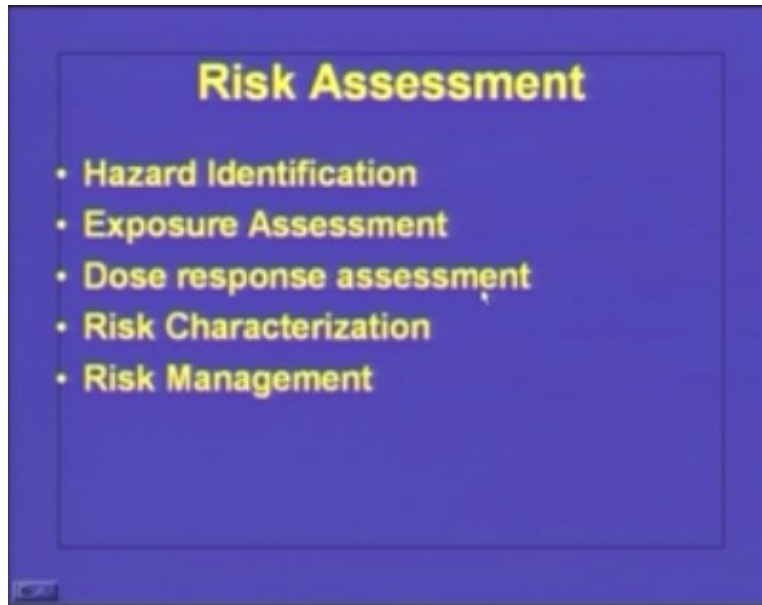 Risk Assessment
• Hazard Identification
• Exposure Assessment
• Dose response assessment
• Risk Characterization
• Risk Management